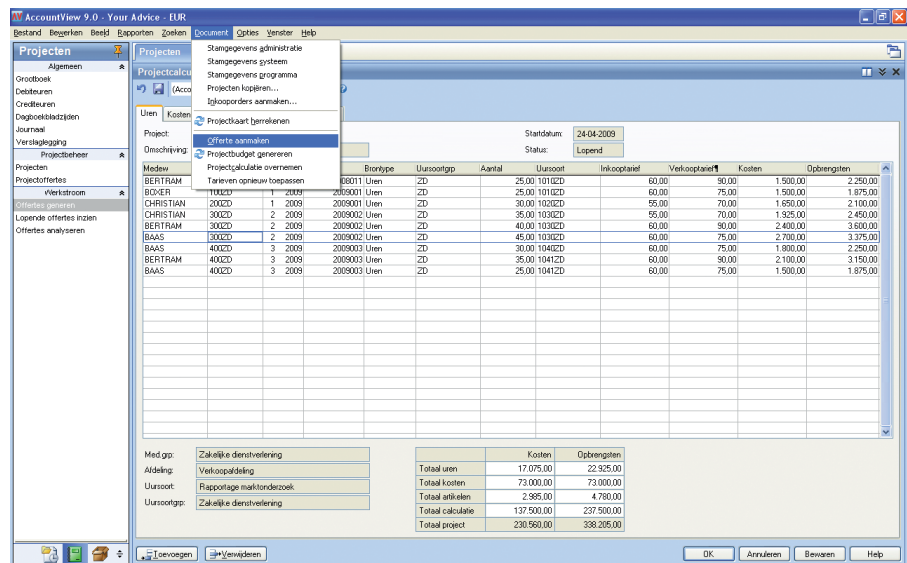 AccountView 9.0 - Your Advice - EUR
Bestand Bewerken Beeld Rapporten Zoeken Document Opties Venster Help
Projecten
Algemeen
Grootboek
Debiteuren
Crediteuren
Dagboekbladzijden
Journaal
Verslaglegging
Projectbeheer
Projecten
Projectoffertes
Werkstroom
Offertes genereren
Lopende offertes inzien
Offertes analyseren
Projecten
Projectcalcu
(Acco
Stamgegevens administratie
Stamgegevens systeem
Stamgegevens programma
Projecten kopiëren...
Inkooporders aanmaken...
Projectkaart herrekenen
Offerte aanmaken
Projectbudget genereren
Projectcalculatie overnemen
Tarieven opnieuw toepassen
Uren Kosten
Project: Startdatum: 24-04-2009
Omschrijving: Status: Lopend
Medew Brontype Uursoortgrp Aantal Uursoort Inkooptarief Verkooptarief¶ Kosten Opbrengsten
BERTRAM Uren ZD 25,00 1010ZD 60,00 90,00 1.500,00 2.250,00
BOXER 100ZD 1 2009 2009001 Uren ZD 25,00 1010ZD 60,00 75,00 1.500,00 1.875,00
CHRISTIAN 200ZD 1 2009 2009001 Uren ZD 30,00 1020ZD 55,00 70,00 1.650,00 2.100,00
CHRISTIAN 300ZD 2 2009 2009002 Uren ZD 35,00 1030ZD 55,00 70,00 1.925,00 2.450,00
BERTRAM 300ZD 2 2009 2009002 Uren ZD 40,00 1030ZD 60,00 90,00 2.400,00 3.600,00
BAAS 300ZD 2 2009 2009002 Uren ZD 45,00 1030ZD 60,00 75,00 2.700,00 3.375,00
BAAS 400ZD 3 2009 2009003 Uren ZD 30,00 1040ZD 60,00 75,00 1.800,00 2.250,00
BERTRAM 400ZD 3 2009 2009003 Uren ZD 35,00 1041ZD 60,00 90,00 2.100,00 3.150,00
BAAS 400ZD 3 2009 2009003 Uren ZD 25,00 1041ZD 60,00 75,00 1.500,00 1.875,00
Med.grp: Zakelijke dienstverlening
Afdeling: Verkoopafdeling
Uursoort: Rapportage marktonderzoek
Uursoortgrp: Zakelijke dienstverlening
Kosten Opbrengsten
Totaal uren 17.075,00 22.925,00
Totaal kosten 73.000,00 73.000,00
Totaal artikelen 2.985,00 4.780,00
Totaal calculatie 137.500,00 237.500,00
Totaal project 230.560,00 338.205,00
Toevoegen Verwijderen OK Annuleren Bewaren Help